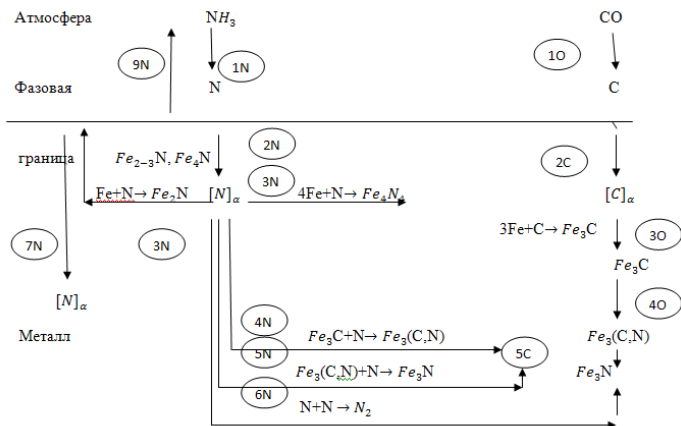 Атмосфера NH₃ CO
9N 1N 1O
Фазовая N C
граница Fe₂₋₃N, Fe₄N 2N 2C
3N
Fe+N→ Fe₂N [N]α 4Fe+N→ Fe₄N₄ [C]α
3Fe+C→ Fe₃C 3O
7N 3N
Fe₃C
[N]α 4O
4N
Металл Fe₃C+N→ Fe₃(C,N) Fe₃(C,N)
5N 5C
Fe₃(C,N)+N→ Fe₃N Fe₃N
6N
N+N → N₂